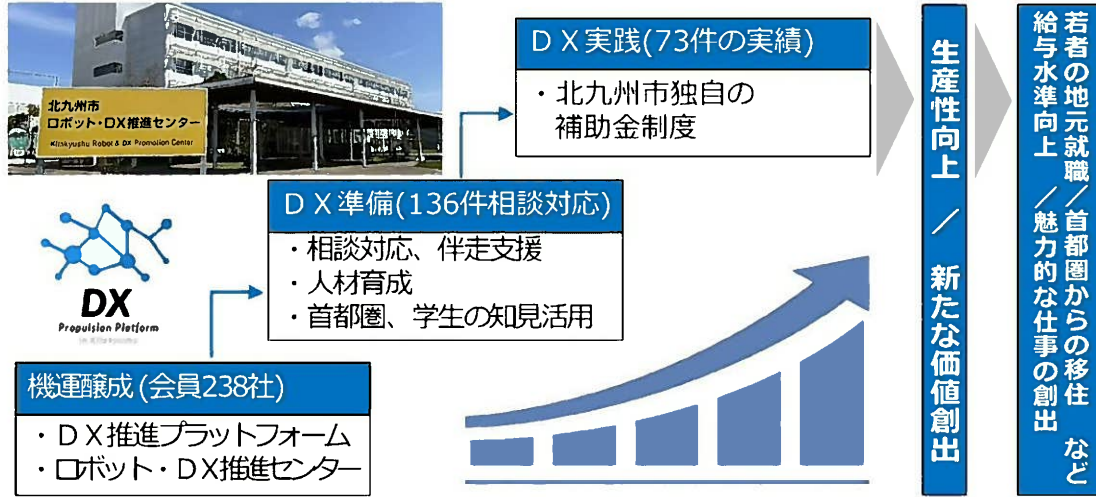 北九州市
ロボット・DX推進センター
Kitakyushu Robot & DX Promotion Center
DX
Propulsion Platform
機運醸成(会員238社)
・DX推進プラットフォーム
・ロボット・DX推進センター
DX準備(136件相談対応)
・相談対応、伴走支援
・人材育成
・首都圏、学生の知見活用
DX実践(73件の実績)
・北九州市独自の
補助金制度
生産性向上 / 新たな価値創出
若者の地元就職/首都圏からの移住 など
給与水準向上 /魅力的な仕事の創出